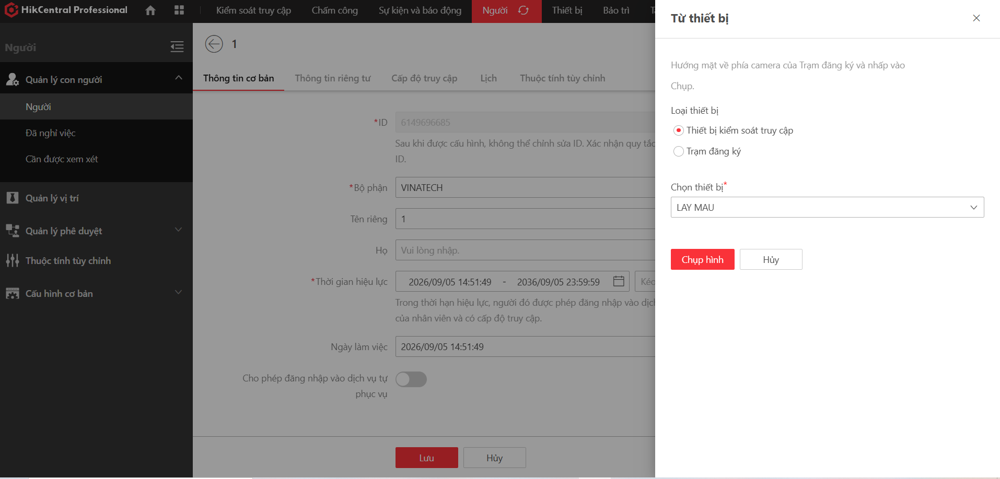 HikCentral Professional
Kiểm soát truy cập
Chấm công
Sự kiện và báo động
Người
Thiết bị
Bảo trì
Người
Quản lý con người
Người
Đã nghỉ việc
Cần được xem xét
Quản lý vị trí
Quản lý phê duyệt
Thuộc tính tùy chỉnh
Cấu hình cơ bản
1
Thông tin cơ bản
Thông tin riêng tư
Cấp độ truy cập
Lịch
Thuộc tính tùy chỉnh
*ID
6149696685
Sau khi được cấu hình, không thể chỉnh sửa ID. Xác nhận quy tắc
ID.
*Bộ phận
VINATECH
Tên riêng
1
Họ
Vui lòng nhập.
*Thời gian hiệu lực
2026/09/05 14:51:49 - 2036/09/05 23:59:59
Kéo
Trong thời hạn hiệu lực, người đó được phép đăng nhập vào dịch
của nhân viên và có cấp độ truy cập.
Ngày làm việc
2026/09/05 14:51:49
Cho phép đăng nhập vào dịch vụ tự
phục vụ
Lưu
Hủy
Từ thiết bị
Hướng mặt về phía camera của Trạm đăng ký và nhấp vào
Chụp.
Loại thiết bị
Thiết bị kiểm soát truy cập
Trạm đăng ký
Chọn thiết bị*
LAY MAU
Chụp hình
Hủy